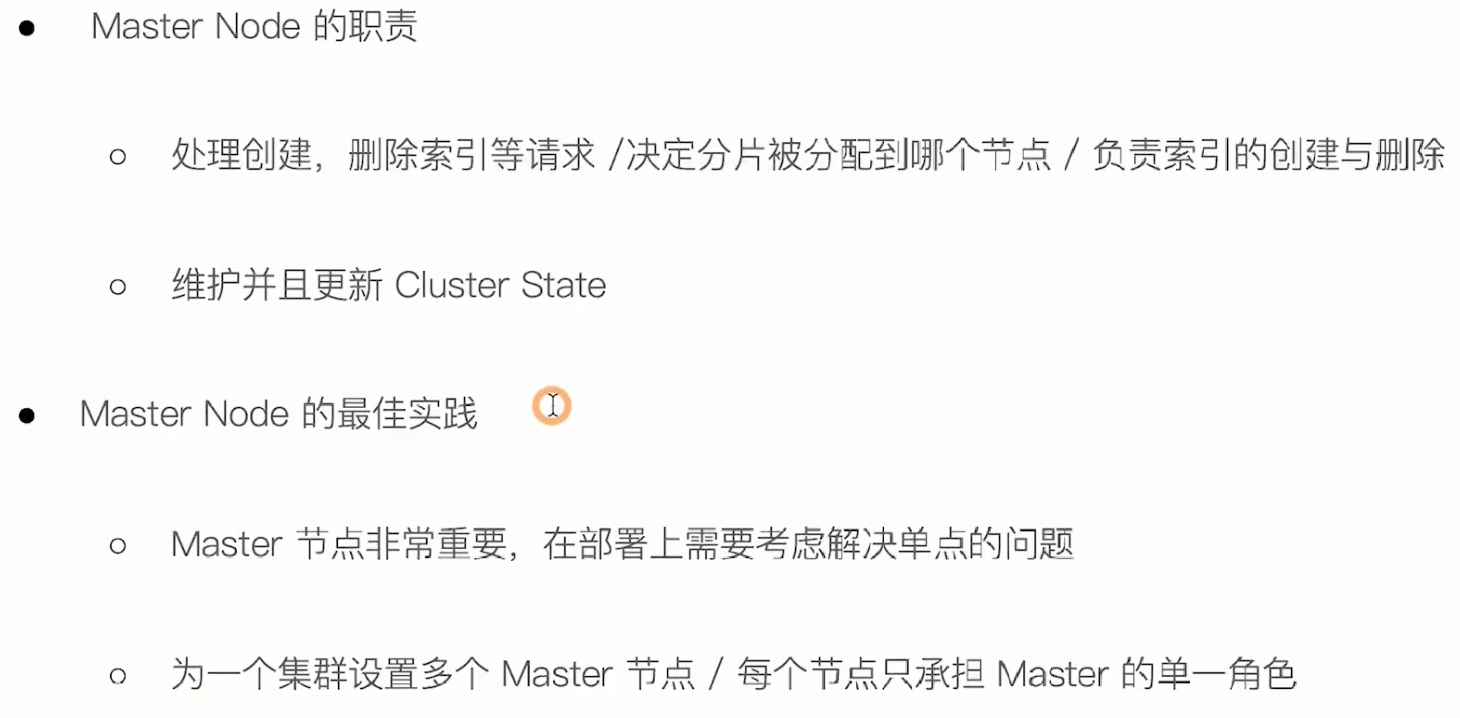 Master Node 的职责
处理创建，删除索引等请求 /决定分片被分配到哪个节点 / 负责索引的创建与删除
维护并且更新 Cluster State
Master Node 的最佳实践
Master 节点非常重要，在部署上需要考虑解决单点的问题
为一个集群设置多个 Master 节点 / 每个节点只承担 Master 的单一角色